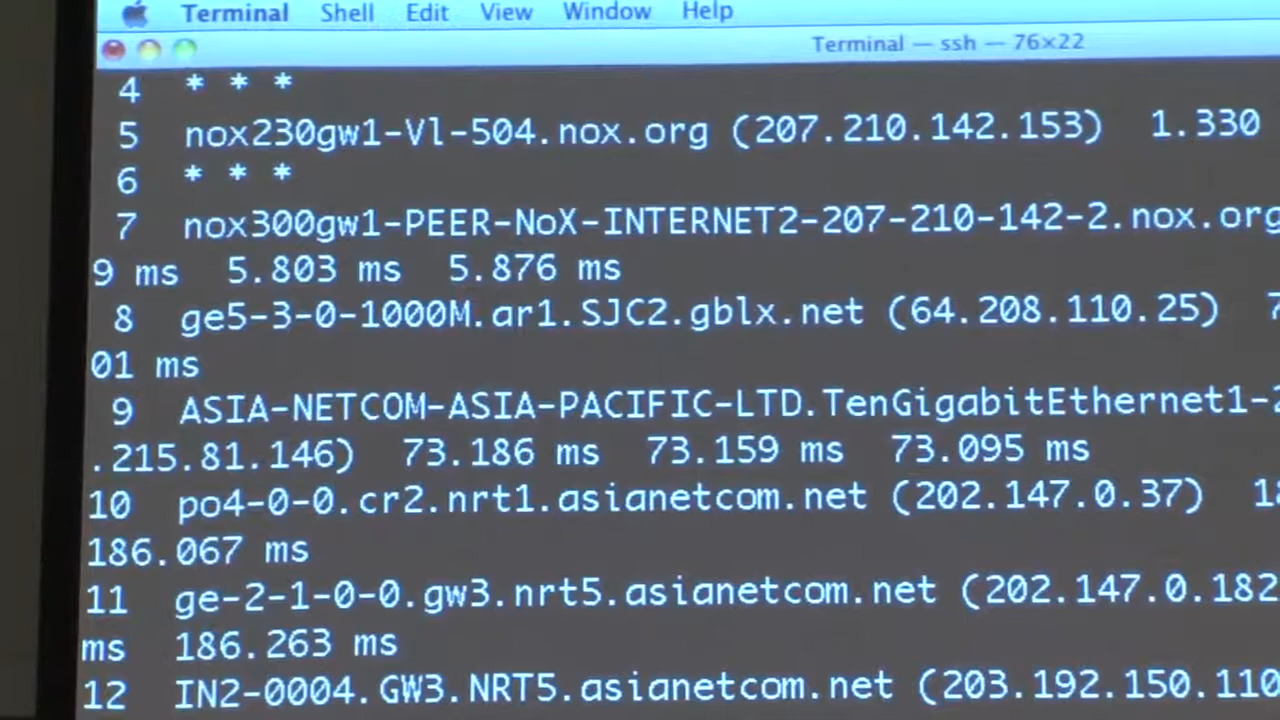 Terminal Shell Edit View Window Help
Terminal — ssh — 76×22
4 * * *
5 nox230gw1-Vl-504.nox.org (207.210.142.153) 1.330
6 * * *
7 nox300gw1-PEER-NoX-INTERNET2-207-210-142-2.nox.org
9 ms 5.803 ms 5.876 ms
8 ge5-3-0-1000M.ar1.SJC2.gblx.net (64.208.110.25) 7
01 ms
9 ASIA-NETCOM-ASIA-PACIFIC-LTD.TenGigabitEthernet1-2
.215.81.146) 73.186 ms 73.159 ms 73.095 ms
10 po4-0-0.cr2.nrt1.asianetcom.net (202.147.0.37) 18
186.067 ms
11 ge-2-1-0-0.gw3.nrt5.asianetcom.net (202.147.0.182
ms 186.263 ms
12 IN2-0004.GW3.NRT5.asianetcom.net (203.192.150.110